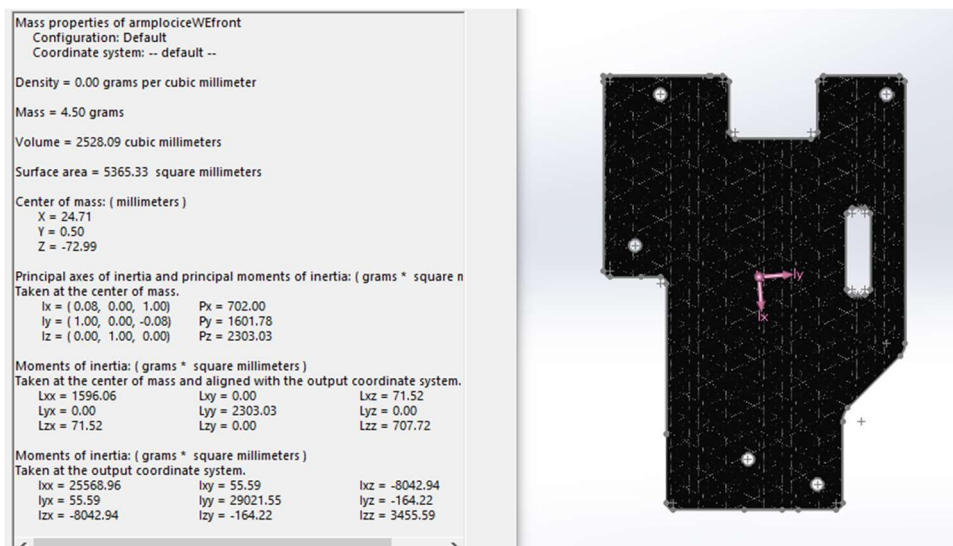 Mass properties of armplociceWEfront
Configuration: Default
Coordinate system: -- default --
Density = 0.00 grams per cubic millimeter
Mass = 4.50 grams
Volume = 2528.09 cubic millimeters
Surface area = 5365.33 square millimeters
Center of mass: ( millimeters )
X = 24.71
Y = 0.50
Z = -72.99
Principal axes of inertia and principal moments of inertia: ( grams * square m
Taken at the center of mass.
Ix = ( 0.08, 0.00, 1.00) Px = 702.00
Iy = ( 1.00, 0.00, -0.08) Py = 1601.78
Iz = ( 0.00, 1.00, 0.00) Pz = 2303.03
Moments of inertia: ( grams * square millimeters )
Taken at the center of mass and aligned with the output coordinate system.
Lxx = 1596.06 Lxy = 0.00 Lxz = 71.52
Lyx = 0.00 Lyy = 2303.03 Lyz = 0.00
Lzx = 71.52 Lzy = 0.00 Lzz = 707.72
Moments of inertia: ( grams * square millimeters )
Taken at the output coordinate system.
Ixx = 25568.96 Ixy = 55.59 Ixz = -8042.94
Iyx = 55.59 Iyy = 29021.55 Iyz = -164.22
Izx = -8042.94 Izy = -164.22 Izz = 3455.59
Iy
Ix